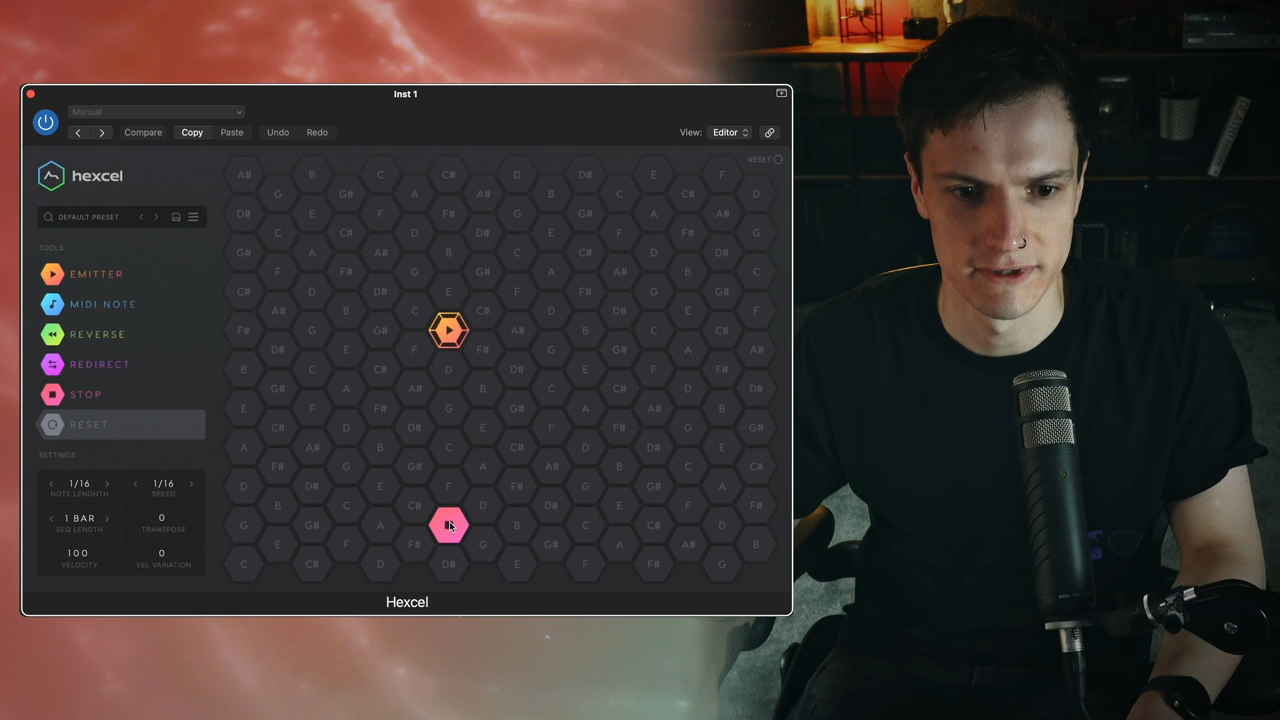 Inst 1
Manual
Compare Copy Paste Undo Redo View: Editor
hexcel
RESET
DEFAULT PRESET
TOOLS
EMITTER
MIDI NOTE
REVERSE
REDIRECT
STOP
RESET
SETTINGS
1/16 1/16
NOTE LENGHTH SPEED
1 BAR 0
SEQ LENGTH TRANSPOSE
100 0
VELOCITY VEL VARIATION
A# B C C# D D# E F
G G# A A# B C C# D
D# E F F# G G# A A#
C C# D D# E F F# G
G# A A# B C C# D D#
F F# G G# A A# B C
C# D D# E F F# G G#
A# B C C# D D# E F
F# G G# A# B C C#
D# E F F# G G# A A#
B C C# D D# E F F#
G# A A# B C C# D D#
E F F# G G# A A# B
C# D D# E F F# G G#
A A# B C C# D D# E
F# G G# A A# B C C#
D D# E F F# G G# A
B C C# D D# E F F#
G G# A B C C# D
E F F# G G# A A# B
C C# D D# E F F# G
Hexcel